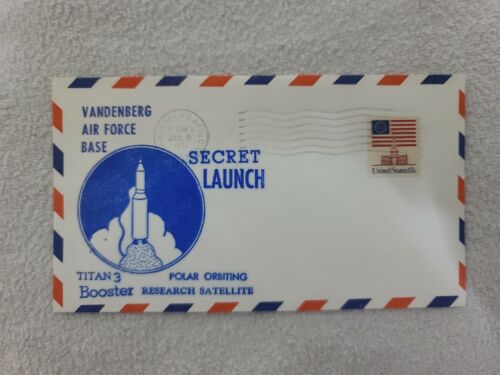 VANDENBERG
AIR FORCE
BASE
SECRET
LAUNCH
United States 13c
TITAN 3
Booster
POLAR ORBITING
RESEARCH SATELLITE